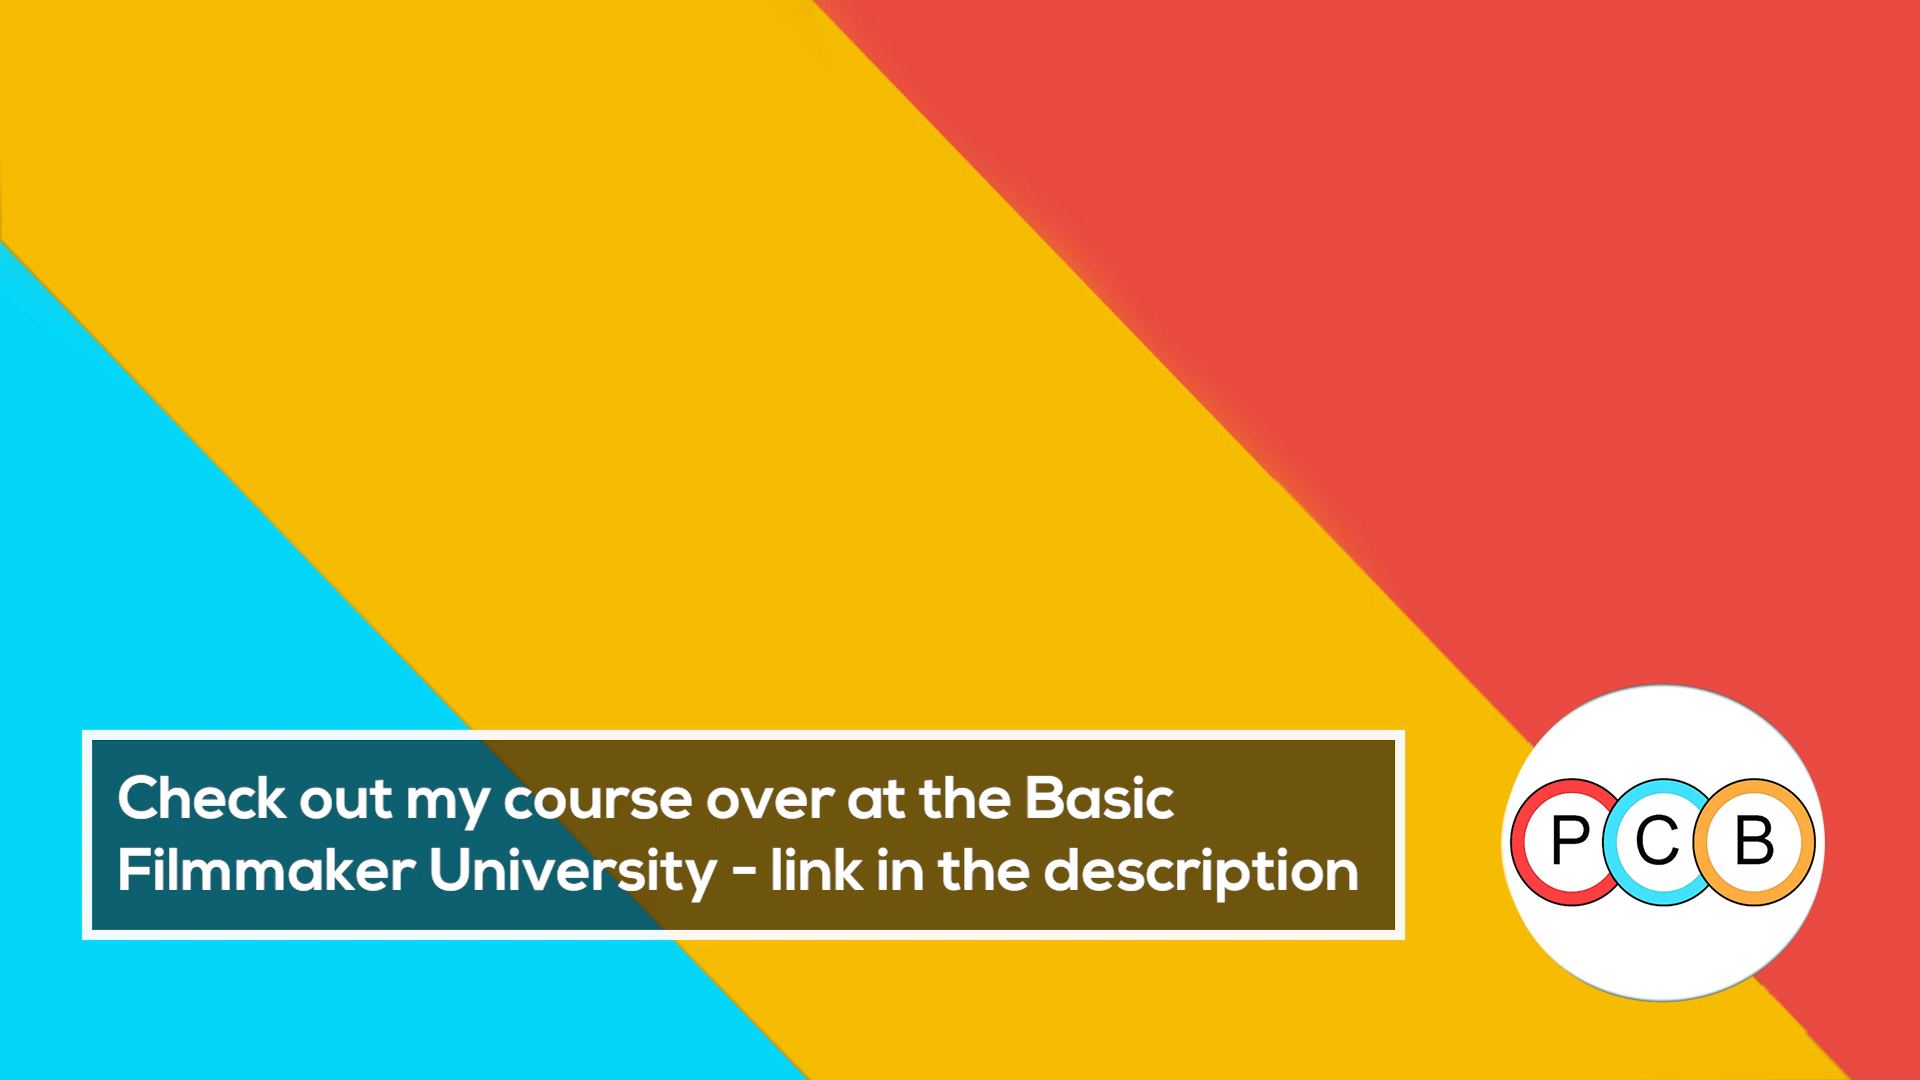 Check out my course over at the Basic
Filmmaker University - link in the description
P C B